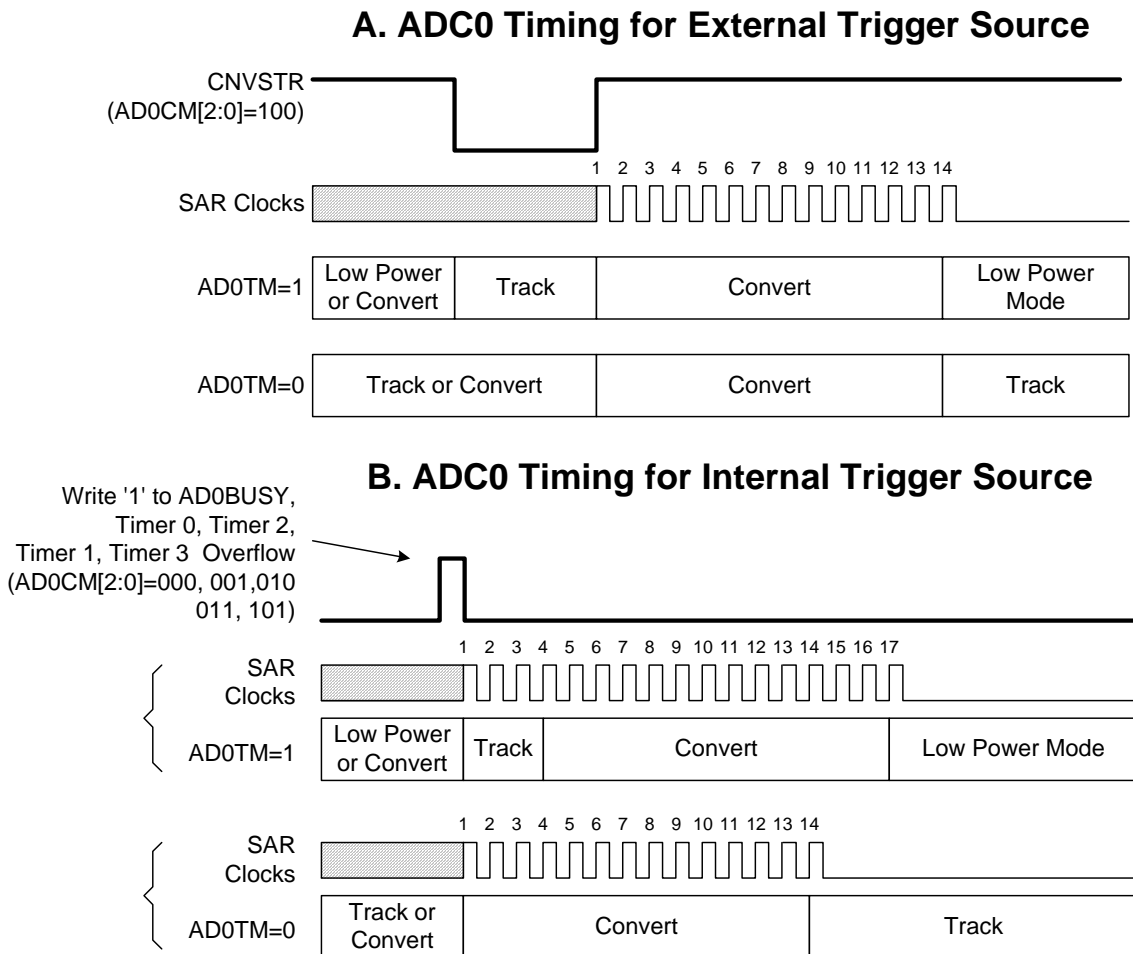 A. ADC0 Timing for External Trigger Source
CNVSTR
(AD0CM[2:0]=100)
1 2 3 4 5 6 7 8 9 10 11 12 13 14
SAR Clocks
AD0TM=1
Low Power
or Convert
Track
Convert
Low Power
Mode
AD0TM=0
Track or Convert
Convert
Track
B. ADC0 Timing for Internal Trigger Source
Write '1' to AD0BUSY,
Timer 0, Timer 2,
Timer 1, Timer 3 Overflow
(AD0CM[2:0]=000, 001,010
011, 101)
1 2 3 4 5 6 7 8 9 10 11 12 13 14 15 16 17
SAR
Clocks
AD0TM=1
Low Power
or Convert
Track
Convert
Low Power Mode
1 2 3 4 5 6 7 8 9 10 11 12 13 14
SAR
Clocks
AD0TM=0
Track or
Convert
Convert
Track